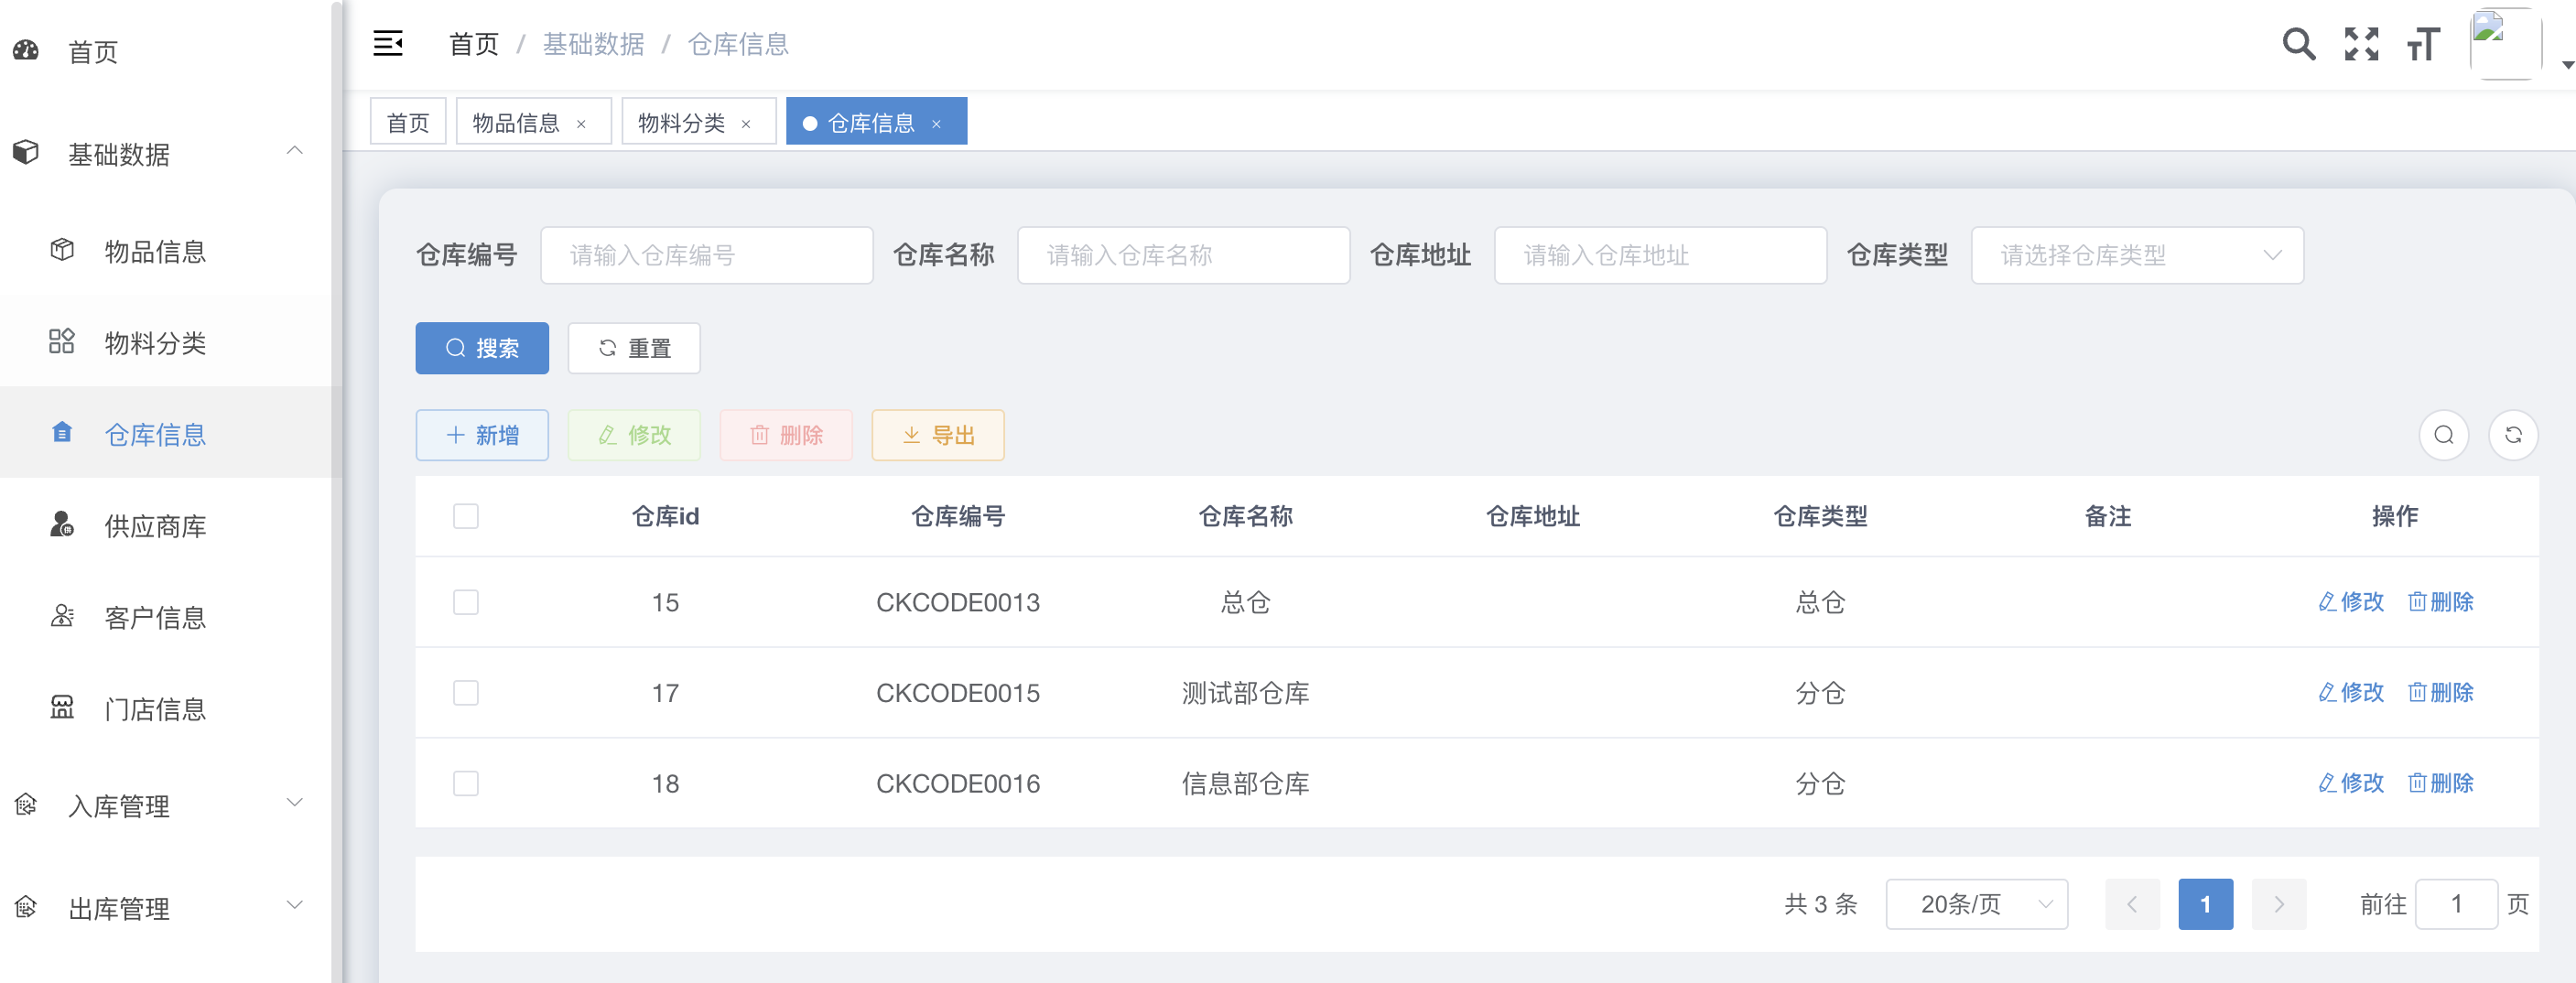 首页
基础数据
物品信息
物料分类
仓库信息
供应商库
客户信息
门店信息
入库管理
出库管理
首页 / 基础数据 / 仓库信息
首页 物品信息 × 物料分类 × 仓库信息 ×
仓库编号 请输入仓库编号 仓库名称 请输入仓库名称 仓库地址 请输入仓库地址 仓库类型 请选择仓库类型
搜索 重置
新增 修改 删除 导出
仓库id 仓库编号 仓库名称 仓库地址 仓库类型 备注 操作
15 CKCODE0013 总仓 总仓 修改 删除
17 CKCODE0015 测试部仓库 分仓 修改 删除
18 CKCODE0016 信息部仓库 分仓 修改 删除
共 3 条 20条/页 1 前往 1 页